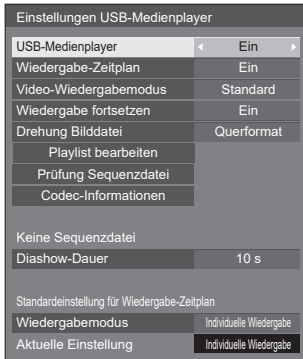 Einstellungen USB-Medienplayer
USB-Medienplayer Ein
Wiedergabe-Zeitplan Ein
Video-Wiedergabemodus Standard
Wiedergabe fortsetzen Ein
Drehung Bilddatei Querformat
Playlist bearbeiten
Prüfung Sequenzdatei
Codec-Informationen
Keine Sequenzdatei
Diashow-Dauer 10 s
Standardeinstellung für Wiedergabe-Zeitplan
Wiedergabemodus Individuelle Wiedergabe
Aktuelle Einstellung Individuelle Wiedergabe